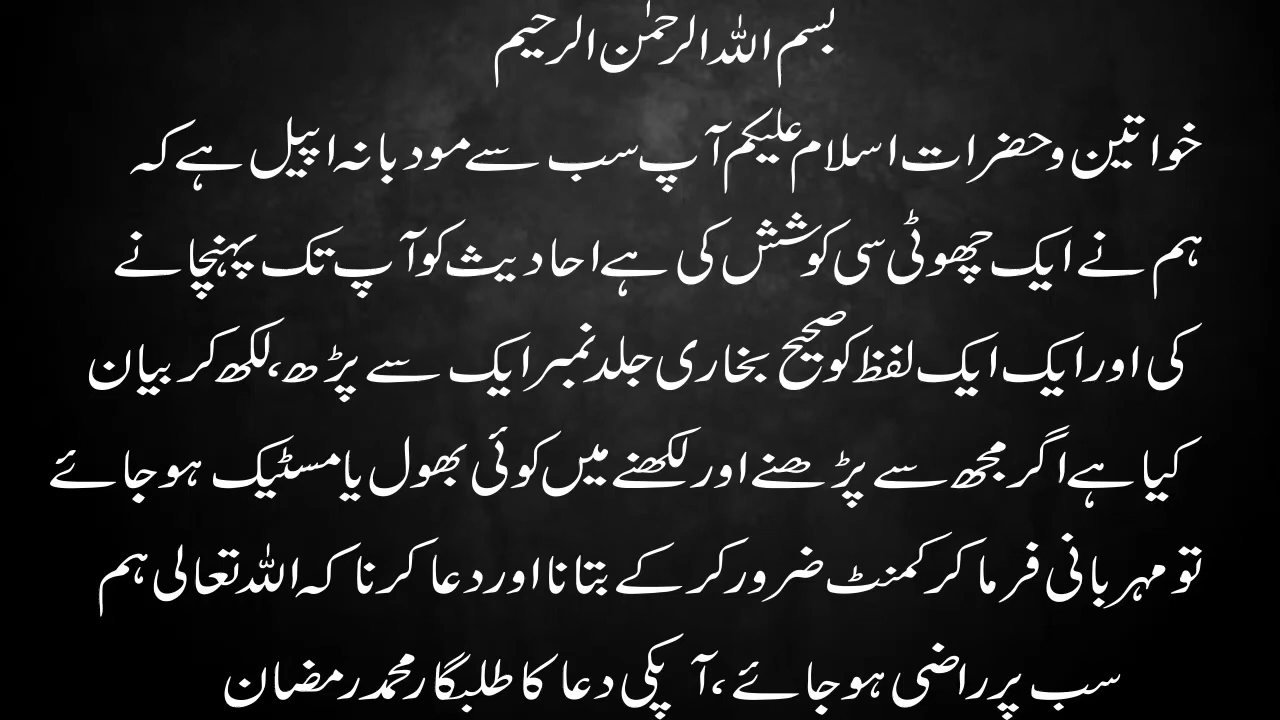 بسم اللہ الرحمٰن الرحیم
خواتین و حضرات اسلام علیکم آپ سب سے مودبانہ اپیل ہے کہ
ہم نے ایک چھوٹی سی کوشش کی ہے احادیث کو آپ تک پہنچانے
کی اور ایک ایک لفظ کو صحیح بخاری جلد نمبر ایک سے پڑھ، لکھ کر بیان
کیا ہے اگر مجھ سے پڑھنے اور لکھنے میں کوئی بھول یا مسٹیک ہو جائے
تو مہربانی فرما کر کمنٹ ضرور کر کے بتانا اور دعا کرنا کہ اللہ تعالی ہم
سب پر راضی ہو جائے، آپکی دعا کا طلبگار محمد رمضان